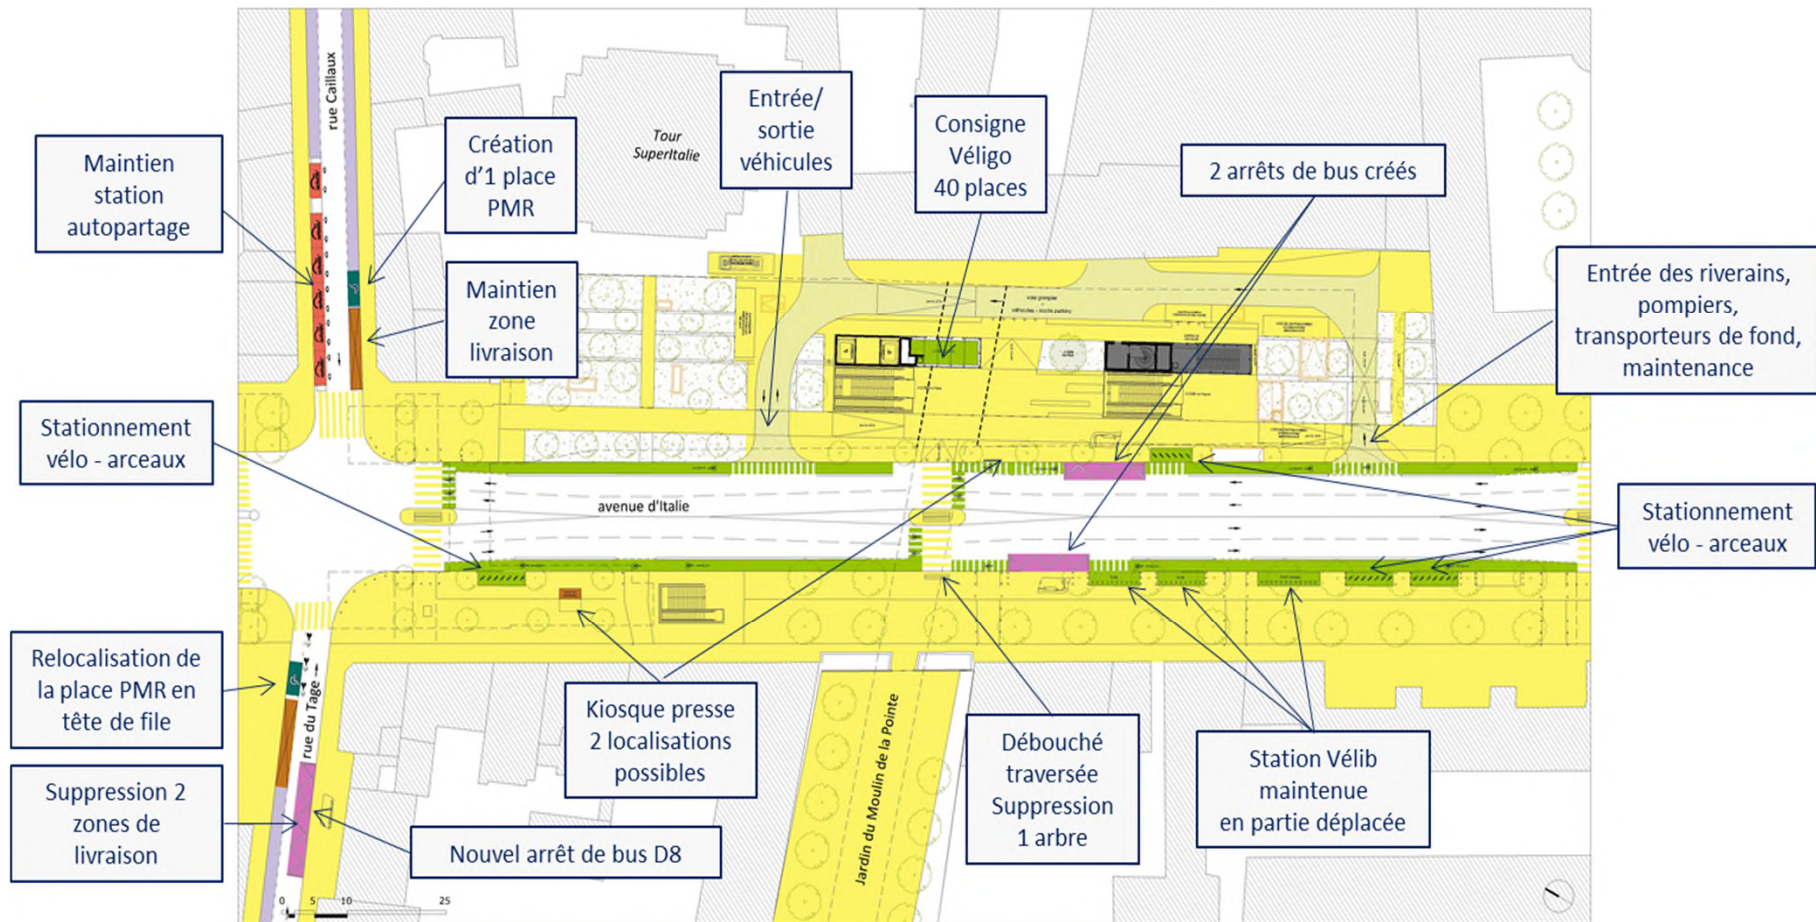 rue Caillaux
Maintien
station
autopartage
Création
d'1 place
PMR
Maintien
zone
livraison
Tour
SuperItalie
Entrée/
sortie
véhicules
Consigne
Véligo
40 places
2 arrêts de bus créés
Entrée des riverains,
pompiers,
transporteurs de fond,
maintenance
Stationnement
vélo - arceaux
avenue d'Italie
Stationnement
vélo - arceaux
Relocalisation de
la place PMR en
tête de file
rue du Tage
Suppression 2
zones de
livraison
Nouvel arrêt de bus D8
Kiosque presse
2 localisations
possibles
Jardin du Moulin de la Pointe
Débouché
traversée
Suppression
1 arbre
Station Vélib
maintenue
en partie déplacée
0 5 10 25